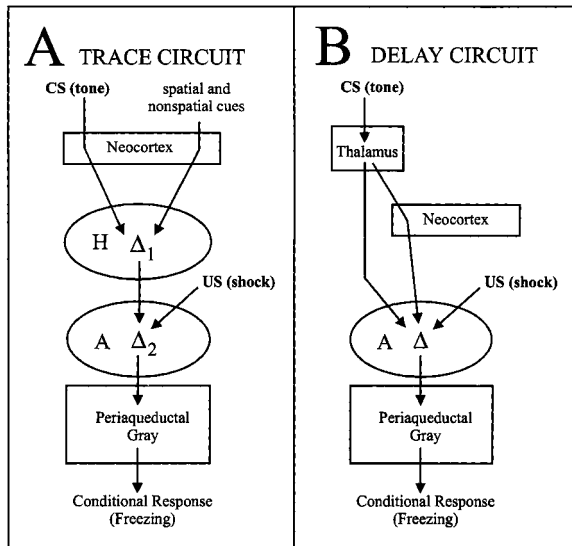 A TRACE CIRCUIT
CS (tone)
spatial and
nonspatial cues
Neocortex
H Δ1
US (shock)
A Δ2
Periaqueductal
Gray
Conditional Response
(Freezing)
B DELAY CIRCUIT
CS (tone)
Thalamus
Neocortex
US (shock)
A Δ
Periaqueductal
Gray
Conditional Response
(Freezing)